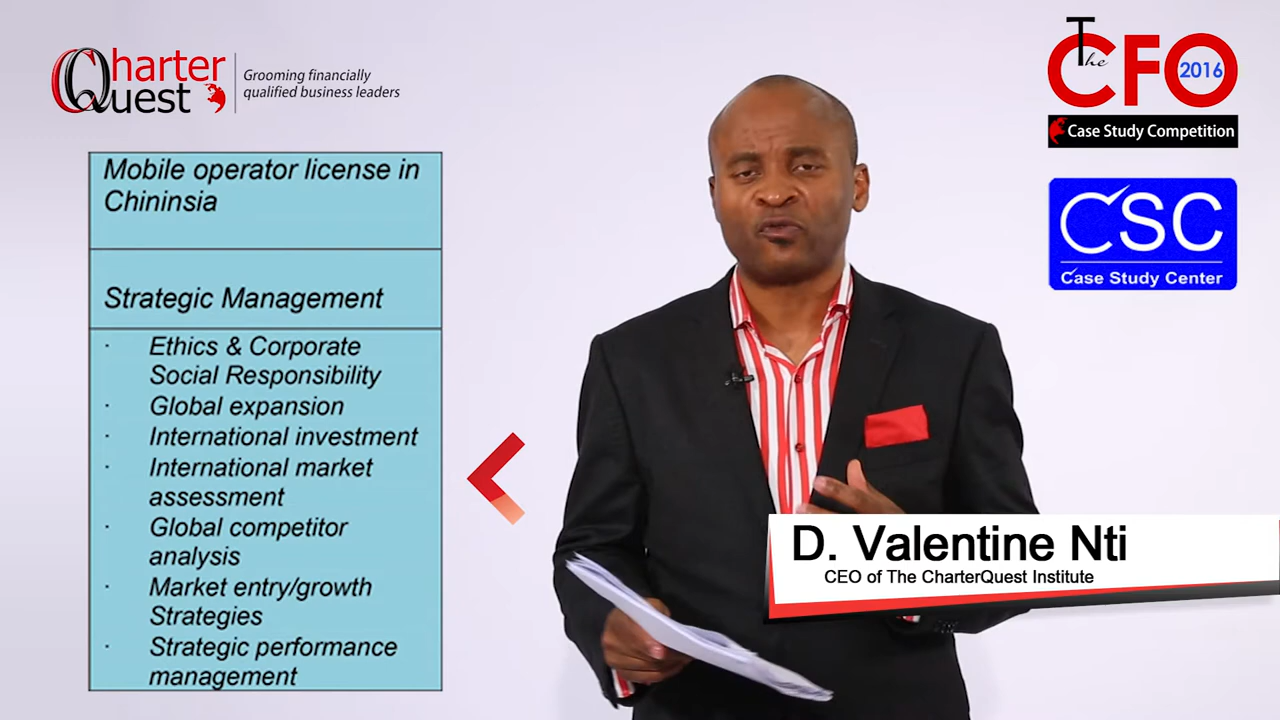 Charter
Quest
Grooming financially
qualified business leaders
The
CFO
2016
Case Study Competition
CSC
Case Study Center
Mobile operator license in
Chininsia
Strategic Management
· Ethics & Corporate
Social Responsibility
· Global expansion
· International investment
· International market
assessment
· Global competitor
analysis
· Market entry/growth
Strategies
· Strategic performance
management
D. Valentine Nti
CEO of The CharterQuest Institute